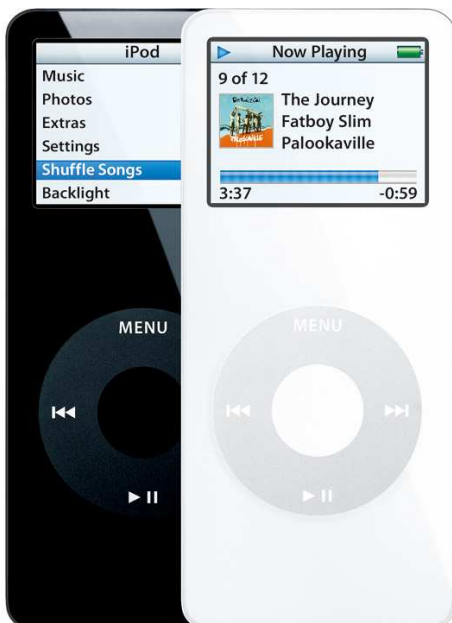 iPod
Music
Photos
Extras
Settings
Shuffle Songs
Backlight
MENU
Now Playing
9 of 12
The Journey
Fatboy Slim
Palookaville
3:37 -0:59
MENU